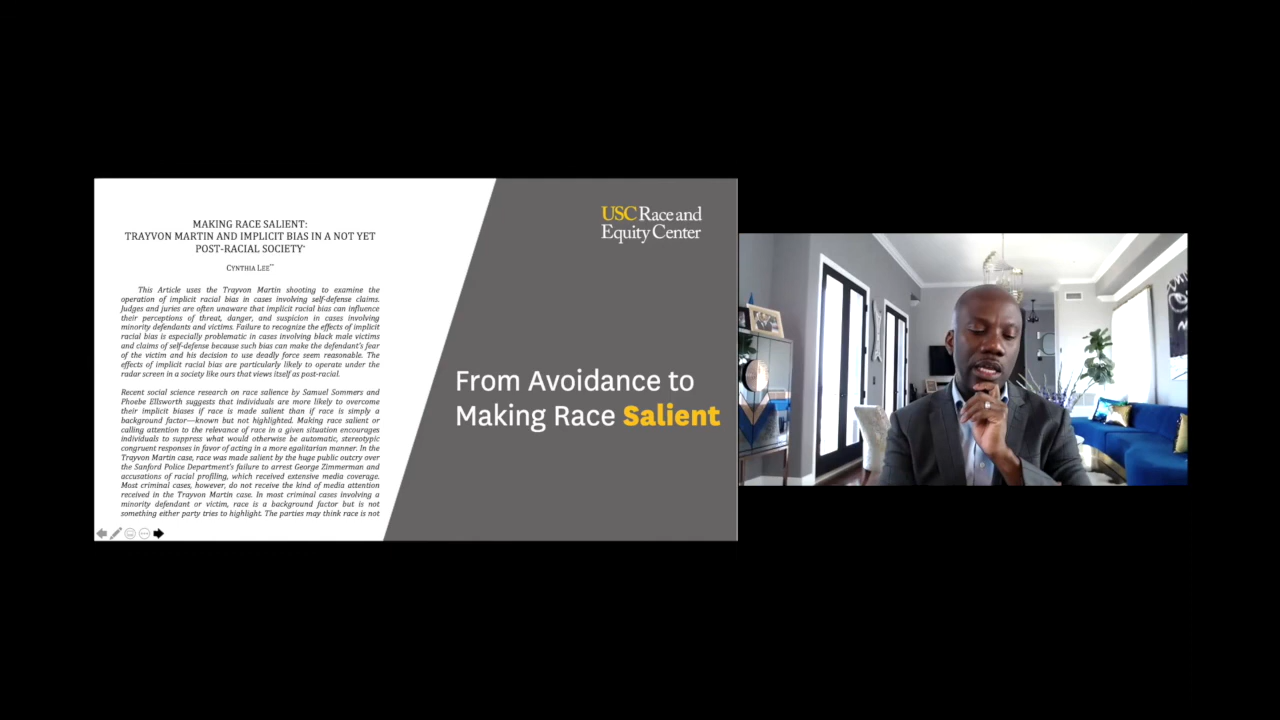 MAKING RACE SALIENT:
TRAYVON MARTIN AND IMPLICIT BIAS IN A NOT YET
POST-RACIAL SOCIETY*
CYNTHIA LEE**
This Article uses the Trayvon Martin shooting to examine the
operation of implicit racial bias in cases involving self-defense claims.
Judges and juries are often unaware that implicit racial bias can influence
their perceptions of threat, danger, and suspicion in cases involving
minority defendants and victims. Failure to recognize the effects of implicit
racial bias is especially problematic in cases involving black male victims
and claims of self-defense because such bias can make the defendant's fear
of the victim and his decision to use deadly force seem reasonable. The
effects of implicit racial bias are particularly likely to operate under the
radar screen in a society like ours that views itself as post-racial.
Recent social science research on race salience by Samuel Sommers and
Phoebe Ellsworth suggests that individuals are more likely to overcome
their implicit biases if race is made salient than if race is simply a
background factor—known but not highlighted. Making race salient or
calling attention to the relevance of race in a given situation encourages
individuals to suppress what would otherwise be automatic, stereotypic
congruent responses in favor of acting in a more egalitarian manner. In the
Trayvon Martin case, race was made salient by the huge public outcry over
the Sanford Police Department's failure to arrest George Zimmerman and
accusations of racial profiling, which received extensive media coverage.
Most criminal cases, however, do not receive the kind of media attention
received in the Trayvon Martin case. In most criminal cases involving a
minority defendant or victim, race is a background factor but is not
something either party tries to highlight. The parties may think race is not
USC Race and
Equity Center
From Avoidance to
Making Race Salient